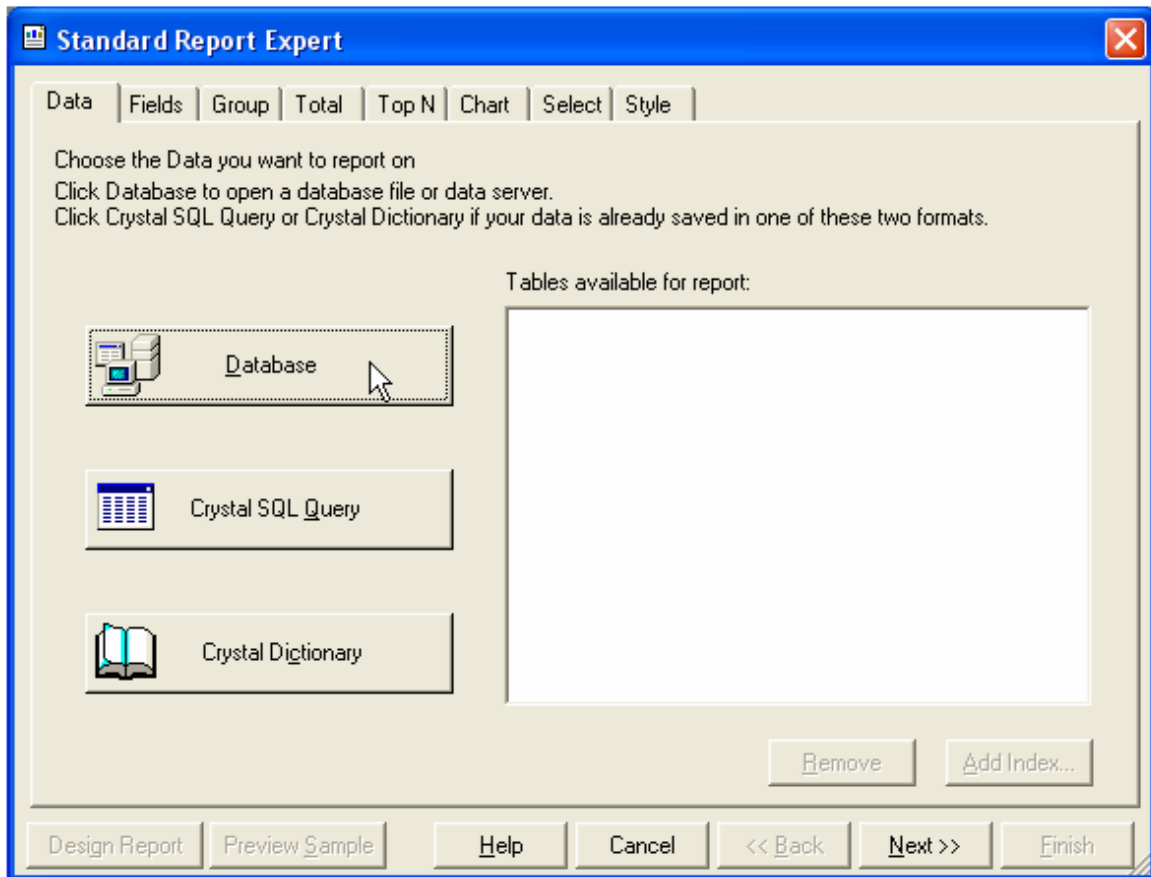 Standard Report Expert
Data Fields Group Total Top N Chart Select Style
Choose the Data you want to report on
Click Database to open a database file or data server.
Click Crystal SQL Query or Crystal Dictionary if your data is already saved in one of these two formats.
Tables available for report:
Database
Crystal SQL Query
Crystal Dictionary
Remove Add Index...
Design Report Preview Sample Help Cancel << Back Next >> Finish